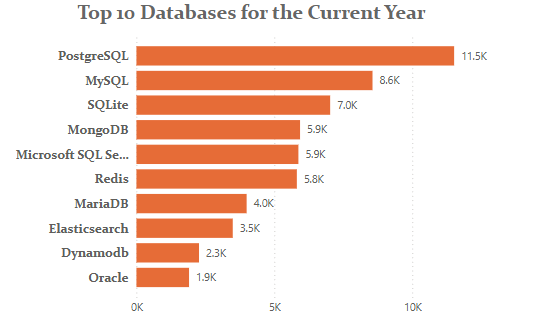 Top 10 Databases for the Current Year
PostgreSQL 11.5K
MySQL 8.6K
SQLite 7.0K
MongoDB 5.9K
Microsoft SQL Se... 5.9K
Redis 5.8K
MariaDB 4.0K
Elasticsearch 3.5K
Dynamodb 2.3K
Oracle 1.9K
0K 5K 10K